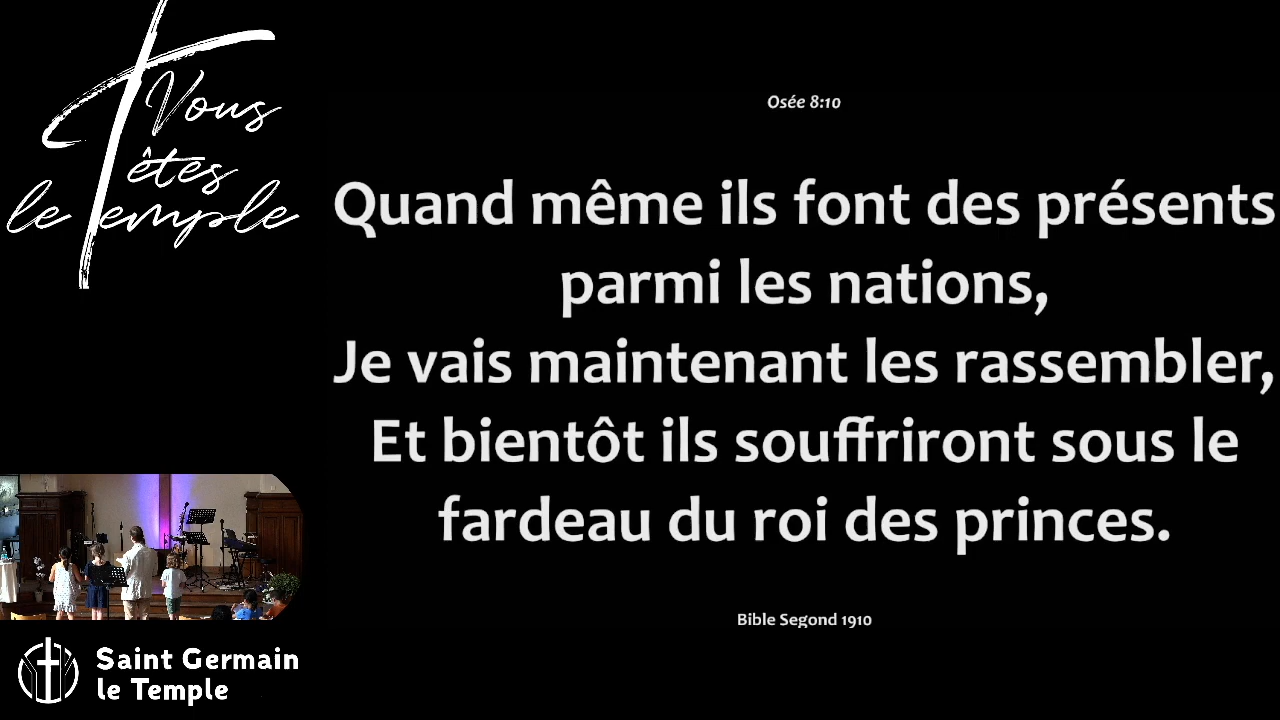 Vous
êtes
le Temple
Osée 8:10
Quand même ils font des présents
parmi les nations,
Je vais maintenant les rassembler,
Et bientôt ils souffriront sous le
fardeau du roi des princes.
Bible Segond 1910
Saint Germain
le Temple